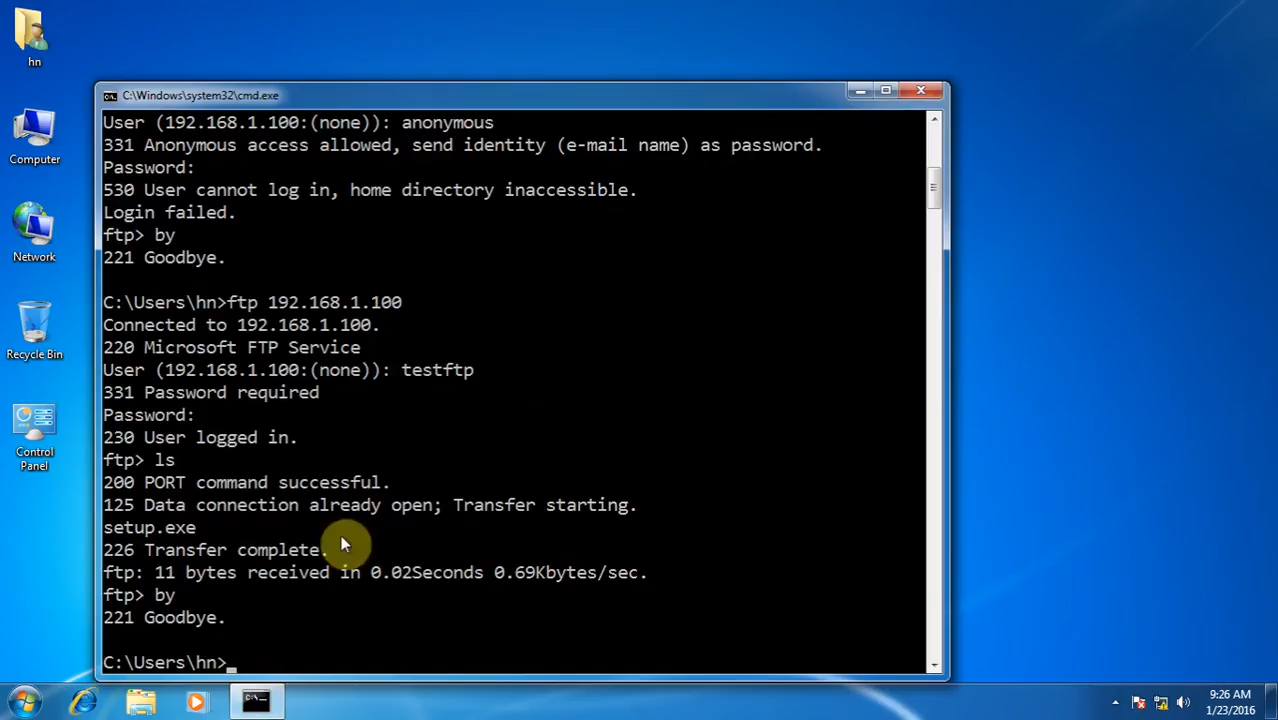 hn
Computer
Network
Recycle Bin
Control
Panel
C:\Windows\system32\cmd.exe
User (192.168.1.100:(none)): anonymous
331 Anonymous access allowed, send identity (e-mail name) as password.
Password:
530 User cannot log in, home directory inaccessible.
Login failed.
ftp> by
221 Goodbye.
C:\Users\hn>ftp 192.168.1.100
Connected to 192.168.1.100.
220 Microsoft FTP Service
User (192.168.1.100:(none)): testftp
331 Password required
Password:
230 User logged in.
ftp> ls
200 PORT command successful.
125 Data connection already open; Transfer starting.
setup.exe
226 Transfer complete.
ftp: 11 bytes received in 0.02Seconds 0.69Kbytes/sec.
ftp> by
221 Goodbye.
C:\Users\hn>_
9:26 AM
1/23/2016